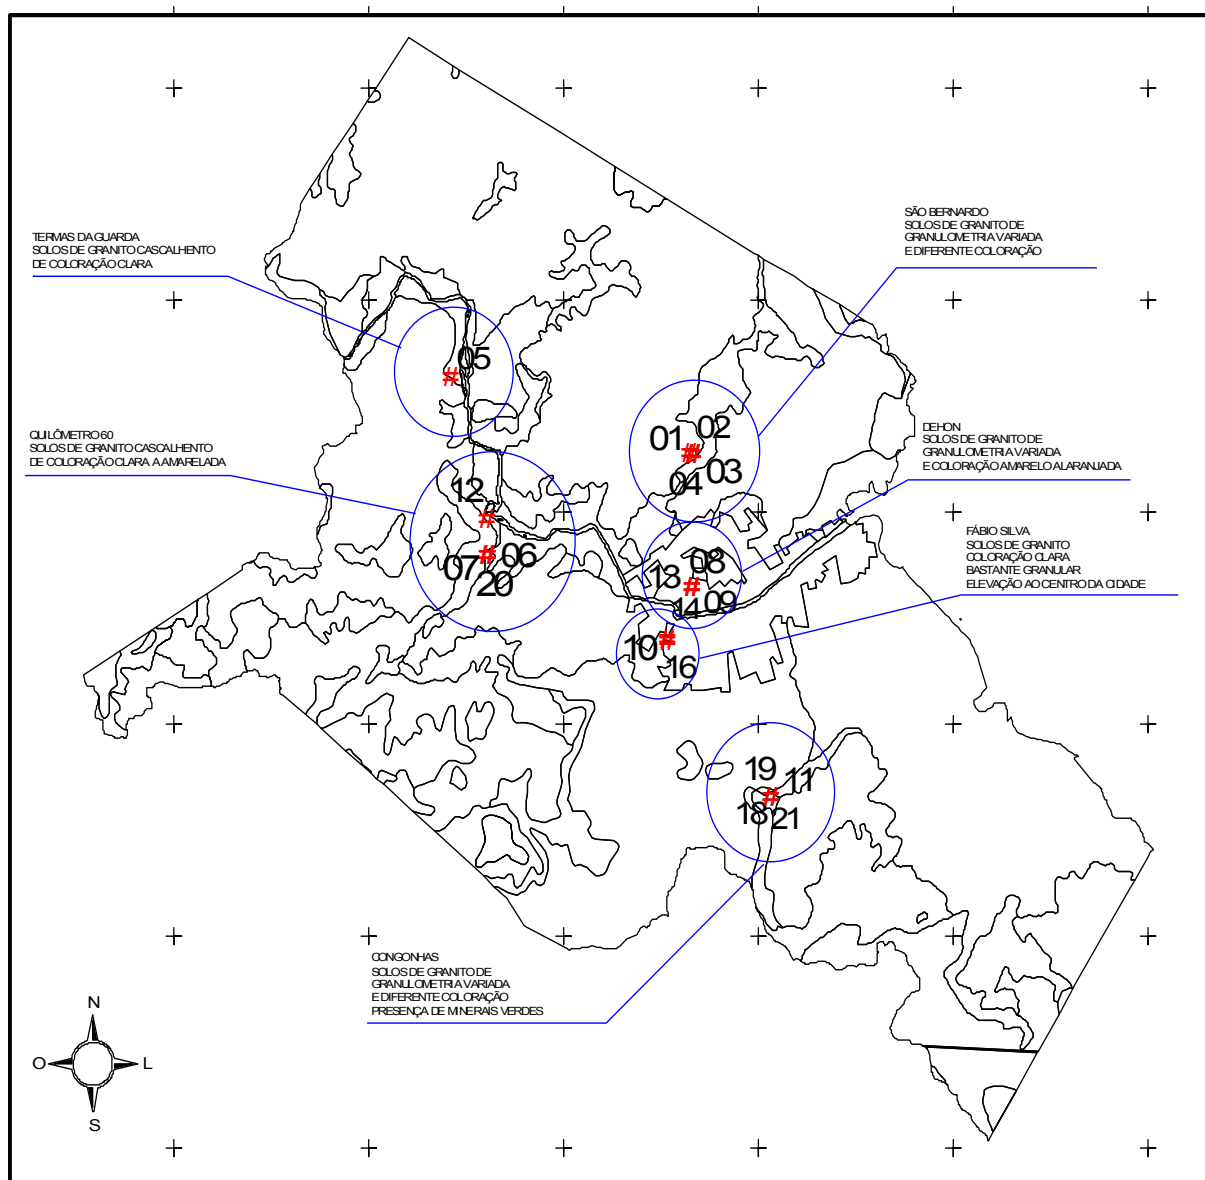 SÃO BERNARDO
SOLOS DE GRANITO DE
GRANULOMETRIA VARIADA
E DIFERENTE COLORAÇÃO
TERMAS DA GUARDA
SOLOS DE GRANITO CASCALHENTO
DE COLORAÇÃO CLARA
05
QUILÔMETRO 60
SOLOS DE GRANITO CASCALHENTO
DE COLORAÇÃO CLARA A AMARELADA
01
02
03
04
DEHON
SOLOS DE GRANITO DE
GRANULOMETRIA VARIADA
E COLORAÇÃO AMARELO ALARANJADA
12
07
06
20
FÁBIO SILVA
SOLOS DE GRANITO
COLORAÇÃO CLARA
BASTANTE GRANULAR
ELEVAÇÃO AO CENTRO DA CIDADE
13
08
14
09
10
16
19
11
18
21
CONGONHAS
SOLOS DE GRANITO DE
GRANULOMETRIA VARIADA
E DIFERENTE COLORAÇÃO
PRESENÇA DE MINERAIS VERDES
N
O
L
S